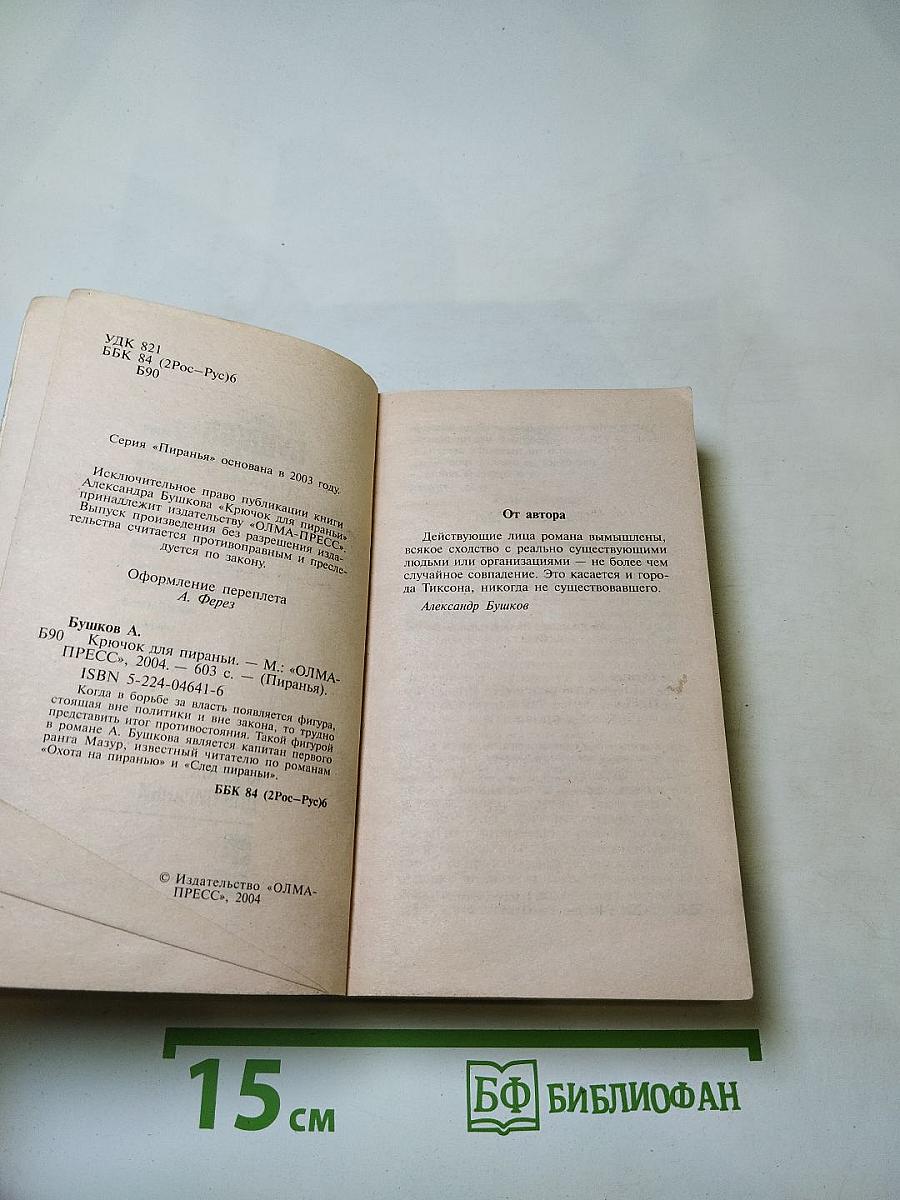 УДК 821
ББК 84 (2Рос—Рус)6
Б90
Серия «Пиранья» основана в 2003 году.
Исключительное право публикации книги
Александра Бушкова «Крючок для пираньи»
принадлежит издательству «ОЛМА-ПРЕСС».
Выпуск произведения без разрешения изда-
тельства считается противоправным и пресле-
дуется по закону.
Оформление переплета
А. Ферез
Бушков А.
Б90 Крючок для пираньи. — М.: «ОЛМА-
ПРЕСС», 2004. — 603 с. — (Пиранья).
ISBN 5-224-04641-6
Когда в борьбе за власть появляется фигура,
стоящая вне политики и вне закона, то трудно
представить итог противостояния. Такой фигурой
в романе А. Бушкова является капитан первого
ранга Мазур, известный читателю по романам
«Охота на пиранью» и «След пираньи».
ББК 84 (2Рос—Рус)6
© Издательство «ОЛМА-
ПРЕСС», 2004
От автора
Действующие лица романа вымышлены,
всякое сходство с реально существующими
людьми или организациями — не более чем
случайное совпадение. Это касается и горо-
да Тиксона, никогда не существовавшего.
Александр Бушков
15 см
БФ БИБЛИОФАН